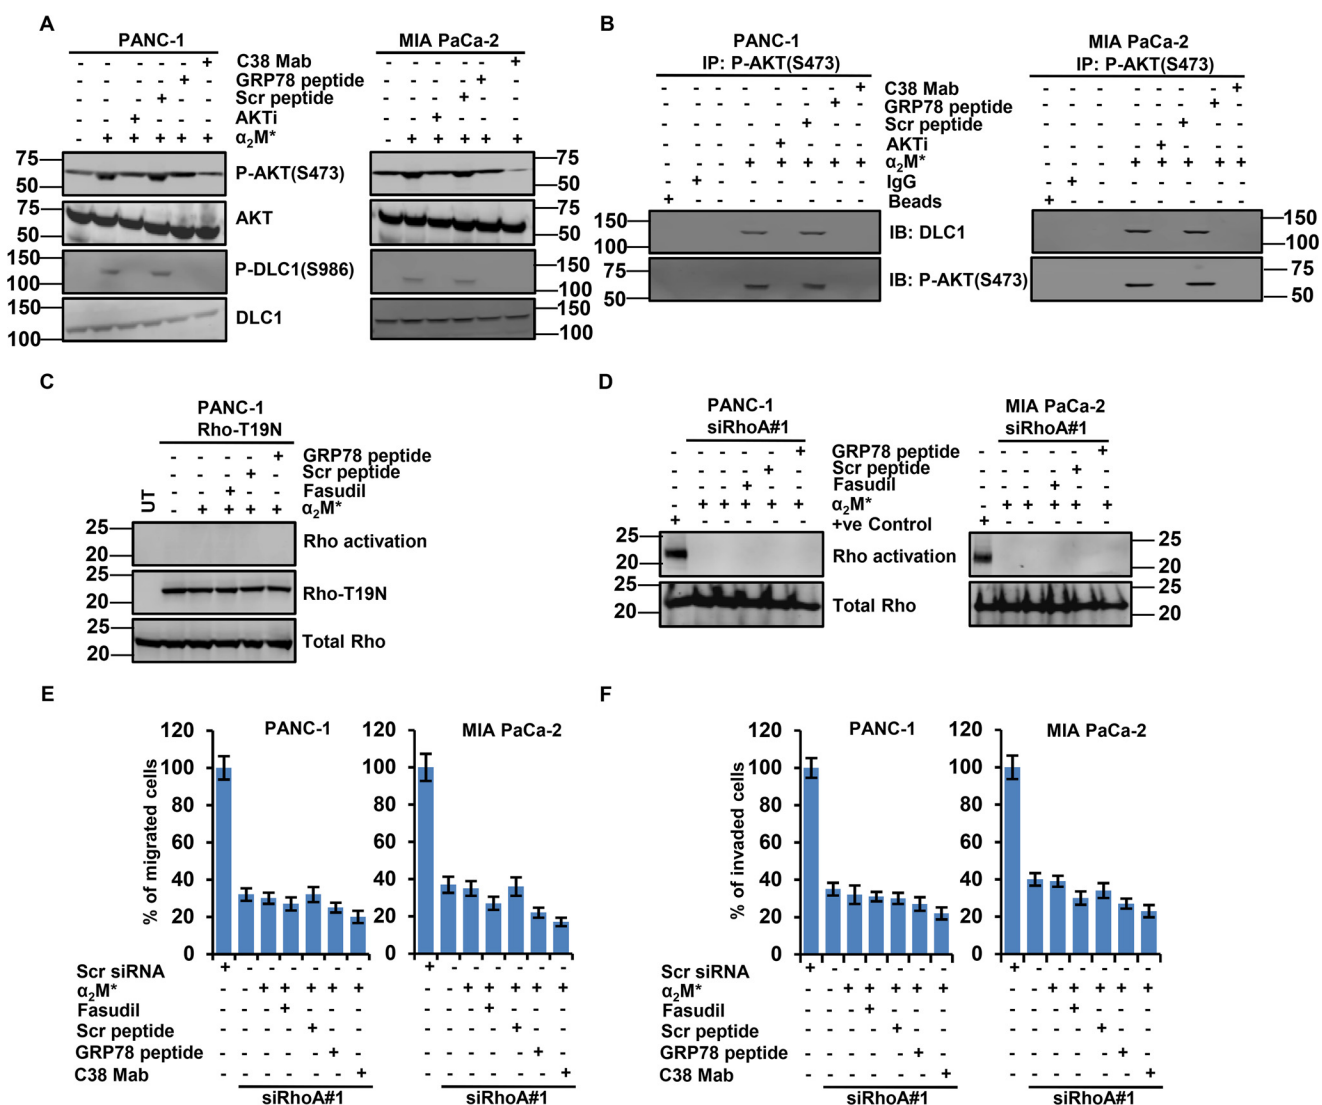 A
PANC-1
MIA PaCa-2
- - - - - + C38 Mab - - - - - +
- - - - + - GRP78 peptide - - - - + -
- - - + - - Scr peptide - - - + - -
- - + - - - AKTi - - + - - -
- + + + + + α2M* - + + + + +
75 P-AKT(S473) 75
50 50
75 AKT 75
50 50
150 P-DLC1(S986) 150
100 100
150 DLC1 150
100 100
B
PANC-1 MIA PaCa-2
IP: P-AKT(S473) IP: P-AKT(S473)
- - - - - - - + C38 Mab - - - - - - - +
- - - - - - + - GRP78 peptide - - - - - - + -
- - - - - + - - Scr peptide - - - - - + - -
- - - - + - - - AKTi - - - - + - - -
- - - + + + + + α2M* - - - + + + + +
- + - - - - - - IgG - + - - - - - -
+ - - - - - - - Beads + - - - - - - -
150 IB: DLC1 150
100 100
75 IB: P-AKT(S473) 75
50 50
C
PANC-1
Rho-T19N
- - - - + GRP78 peptide
- - - + - Scr peptide
- - + - - Fasudil
UT - + + + + α2M*
25 Rho activation
20
25 Rho-T19N
20
25 Total Rho
20
D
PANC-1 MIA PaCa-2
siRhoA#1 siRhoA#1
- - - - - + GRP78 peptide - - - - - +
- - - - + - Scr peptide - - - - + -
- - - + - - Fasudil - - - + - -
- + + + + + α2M* - + + + + +
+ - - - - - +ve Control + - - - - -
25 Rho activation 25
20 20
25 Total Rho 25
20 20
E
PANC-1 MIA PaCa-2
% of migrated cells
120 120
100 100
80 80
60 60
40 40
20 20
0 0
Scr siRNA + - - - - - - + - - - - - -
α2M* - - + + + + + - - + + + + +
Fasudil - - - + - - - - - - + - - -
Scr peptide - - - - + - - - - - - + - -
GRP78 peptide - - - - - + - - - - - - + -
C38 Mab - - - - - - + - - - - - - +
siRhoA#1 siRhoA#1
F
PANC-1 MIA PaCa-2
% of invaded cells
120 120
100 100
80 80
60 60
40 40
20 20
0 0
Scr siRNA + - - - - - - + - - - - - -
α2M* - - + + + + + - - + + + + +
Fasudil - - - + - - - - - - + - - -
Scr peptide - - - - + - - - - - - + - -
GRP78 peptide - - - - - + - - - - - - + -
C38 Mab - - - - - - + - - - - - - +
siRhoA#1 siRhoA#1